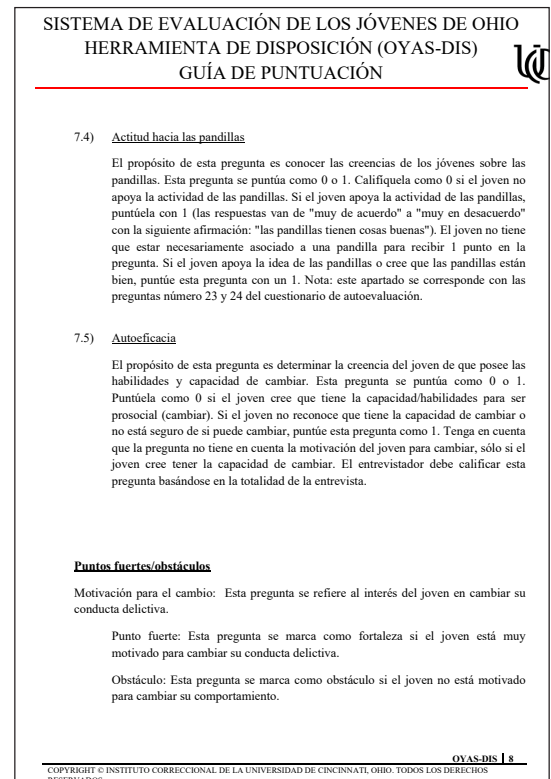 SISTEMA DE EVALUACIÓN DE LOS JÓVENES DE OHIO
HERRAMIENTA DE DISPOSICIÓN (OYAS-DIS)
GUÍA DE PUNTUACIÓN
UC
7.4) Actitud hacia las pandillas
El propósito de esta pregunta es conocer las creencias de los jóvenes sobre las
pandillas. Esta pregunta se puntúa como 0 o 1. Califíquela como 0 si el joven no
apoya la actividad de las pandillas. Si el joven apoya la actividad de las pandillas,
puntúela con 1 (las respuestas van de "muy de acuerdo" a "muy en desacuerdo"
con la siguiente afirmación: "las pandillas tienen cosas buenas"). El joven no tiene
que estar necesariamente asociado a una pandilla para recibir 1 punto en la
pregunta. Si el joven apoya la idea de las pandillas o cree que las pandillas están
bien, puntúe esta pregunta con un 1. Nota: este apartado se corresponde con las
preguntas número 23 y 24 del cuestionario de autoevaluación.
7.5) Autoeficacia
El propósito de esta pregunta es determinar la creencia del joven de que posee las
habilidades y capacidad de cambiar. Esta pregunta se puntúa como 0 o 1.
Puntúela como 0 si el joven cree que tiene la capacidad/habilidades para ser
prosocial (cambiar). Si el joven no reconoce que tiene la capacidad de cambiar o
no está seguro de si puede cambiar, puntúe esta pregunta como 1. Tenga en cuenta
que la pregunta no tiene en cuenta la motivación del joven para cambiar, sólo si el
joven cree tener la capacidad de cambiar. El entrevistador debe calificar esta
pregunta basándose en la totalidad de la entrevista.
Puntos fuertes/obstáculos
Motivación para el cambio: Esta pregunta se refiere al interés del joven en cambiar su
conducta delictiva.
Punto fuerte: Esta pregunta se marca como fortaleza si el joven está muy
motivado para cambiar su conducta delictiva.
Obstáculo: Esta pregunta se marca como obstáculo si el joven no está motivado
para cambiar su comportamiento.
OYAS-DIS | 8
COPYRIGHT © INSTITUTO CORRECCIONAL DE LA UNIVERSIDAD DE CINCINNATI, OHIO. TODOS LOS DERECHOS
RESERVADOS